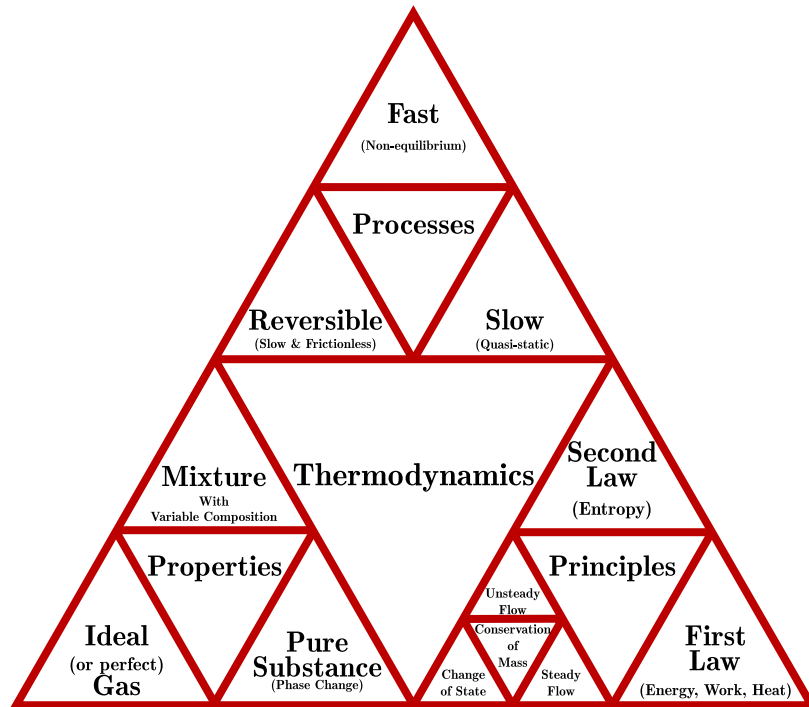 Fast
(Non-equilibrium)
Processes
Reversible
(Slow & Frictionless)
Slow
(Quasi-static)
Thermodynamics
Mixture
With
Variable Composition
Properties
Ideal
(or perfect)
Gas
Pure
Substance
(Phase Change)
Second
Law
(Entropy)
Principles
Unsteady
Flow
Conservation
of
Mass
Change
of State
Steady
Flow
First
Law
(Energy, Work, Heat)